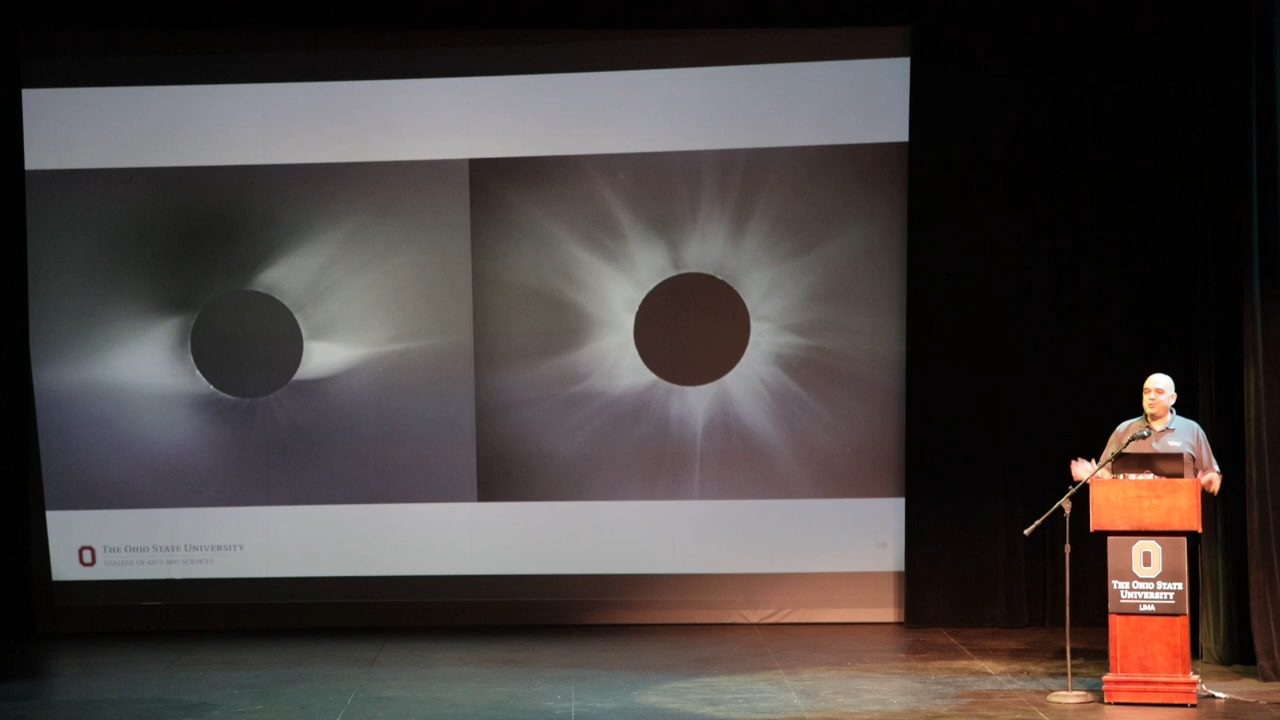 THE OHIO STATE UNIVERSITY
COLLEGE OF ARTS AND SCIENCES
THE OHIO STATE
UNIVERSITY
LIMA